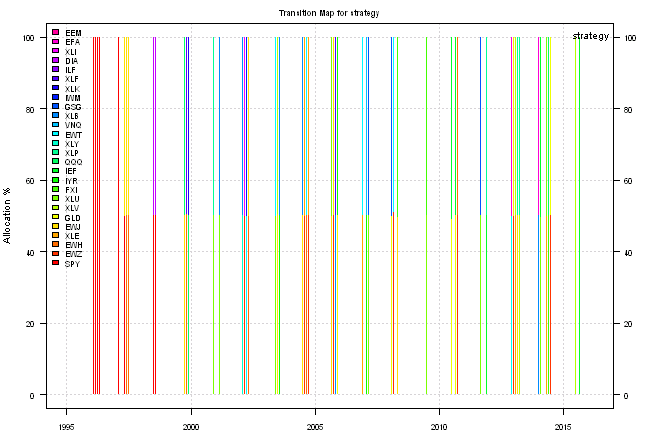 Transition Map for strategy
strategy
EEM
EFA
XLI
DIA
ILF
XLF
XLK
IWM
GSG
XLB
VNQ
EWT
XLY
XLP
QQQ
IEF
IYR
FXI
XLU
XLV
GLD
EWJ
XLE
EWH
EWZ
SPY
Allocation %
100
80
60
40
20
0
100
80
60
40
20
0
1995 2000 2005 2010 2015